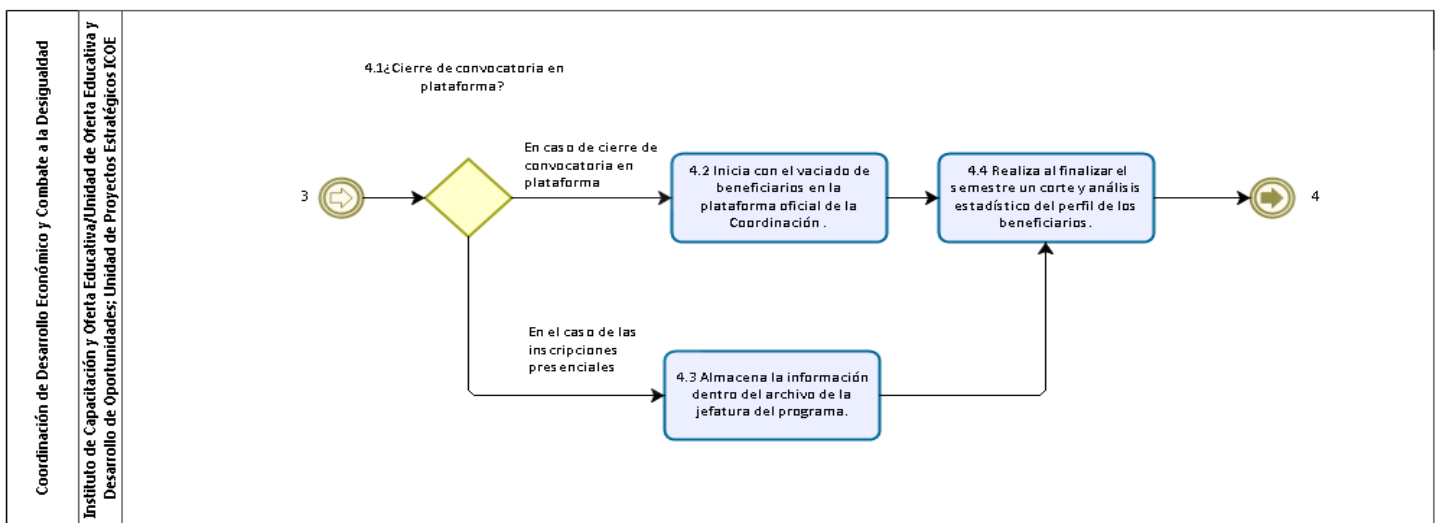 Coordinación de Desarrollo Económico y Combate a la Desigualdad
Instituto de Capacitación y Oferta Educativa/Unidad de Oferta Educativa y
Desarrollo de Oportunidades; Unidad de Proyectos Estratégicos ICOE
4.1¿Cierre de convocatoria en
plataforma?
3
En caso de cierre de
convocatoria en
plataforma
4.2 Inicia con el vaciado de
beneficiarios en la
plataforma oficial de la
Coordinación .
4.4 Realiza al finalizar el
semestre un corte y análisis
estadístico del perfil de los
beneficiarios.
4
En el caso de las
inscripciones
presenciales
4.3 Almacena la información
dentro del archivo de la
jefatura del programa.